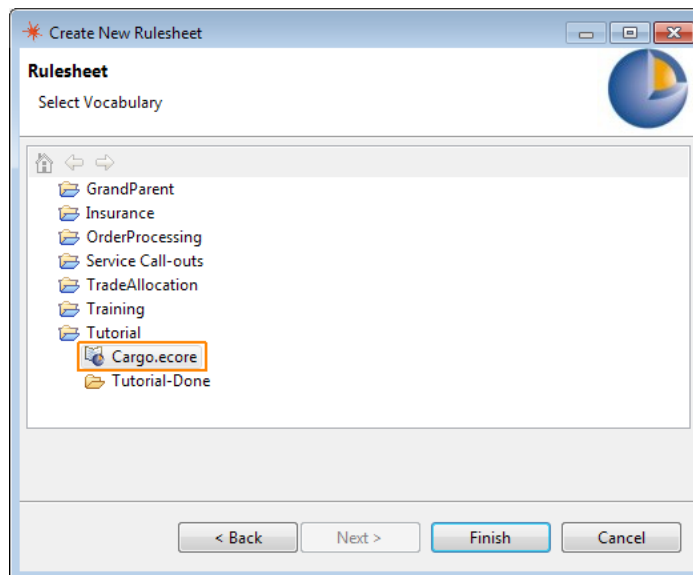 Create New Rulesheet
Rulesheet
Select Vocabulary
GrandParent
Insurance
OrderProcessing
Service Call-outs
TradeAllocation
Training
Tutorial
Cargo.ecore
Tutorial-Done
< Back Next > Finish Cancel